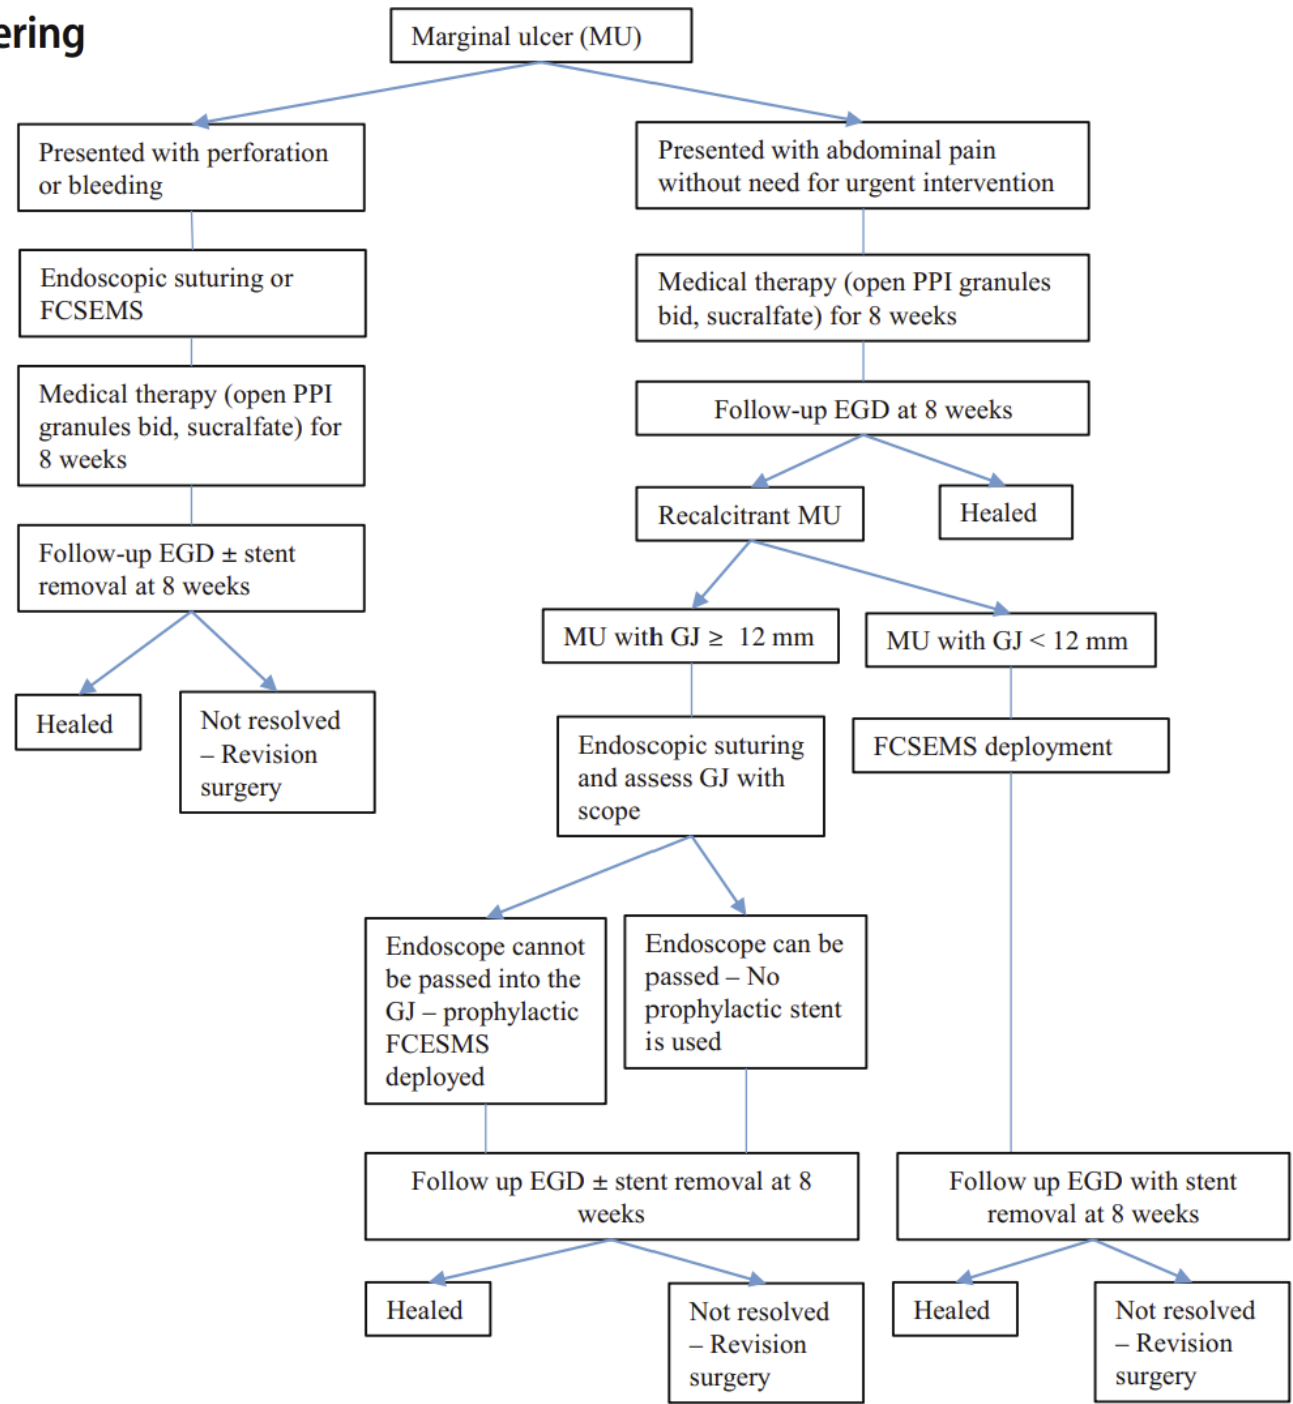 ering
Marginal ulcer (MU)
Presented with perforation
or bleeding
Endoscopic suturing or
FCSEMS
Medical therapy (open PPI
granules bid, sucralfate) for
8 weeks
Follow-up EGD ± stent
removal at 8 weeks
Healed
Not resolved
– Revision
surgery
Presented with abdominal pain
without need for urgent intervention
Medical therapy (open PPI granules
bid, sucralfate) for 8 weeks
Follow-up EGD at 8 weeks
Recalcitrant MU
Healed
MU with GJ ≥ 12 mm
MU with GJ < 12 mm
Endoscopic suturing
and assess GJ with
scope
FCSEMS deployment
Endoscope cannot
be passed into the
GJ – prophylactic
FCESMS
deployed
Endoscope can be
passed – No
prophylactic stent
is used
Follow up EGD ± stent removal at 8
weeks
Healed
Not resolved
– Revision
surgery
Follow up EGD with stent
removal at 8 weeks
Healed
Not resolved
– Revision
surgery